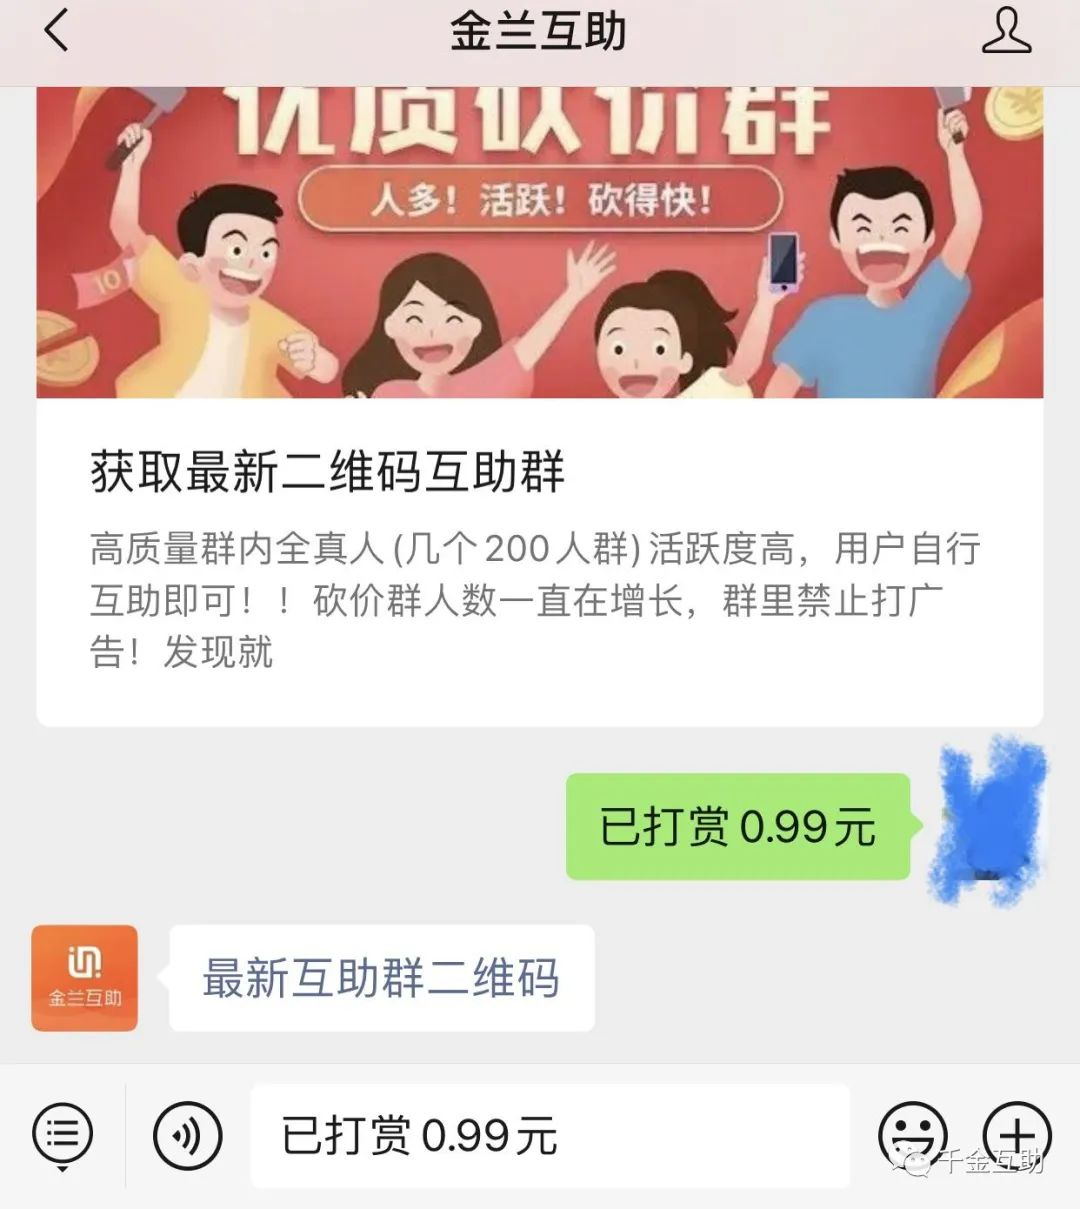 金兰互助
优质砍价群
人多！活跃！砍得快！
10
获取最新二维码互助群
高质量群内全真人(几个200人群)活跃度高，用户自行
互助即可！！砍价群人数一直在增长，群里禁止打广
告！发现就
已打赏0.99元
金兰互助
最新互助群二维码
已打赏0.99元
千金互助